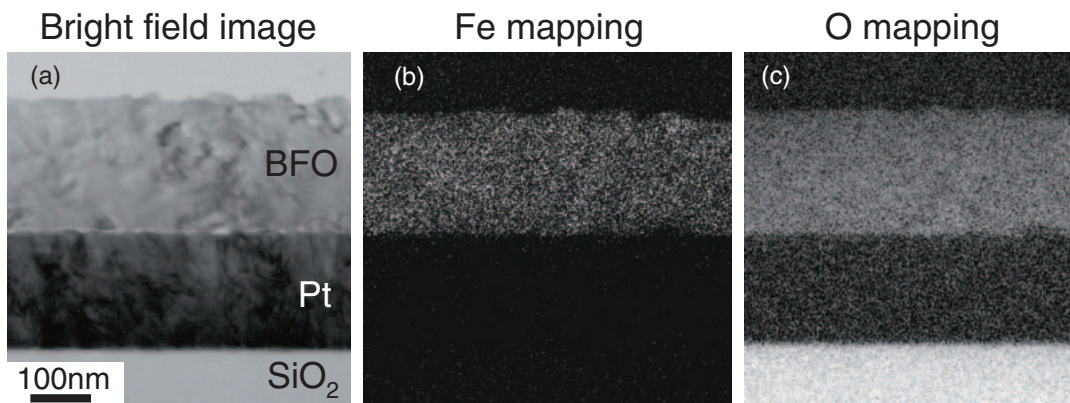 Bright field image
Fe mapping
O mapping
(a)
(b)
(c)
BFO
Pt
100nm
SiO₂